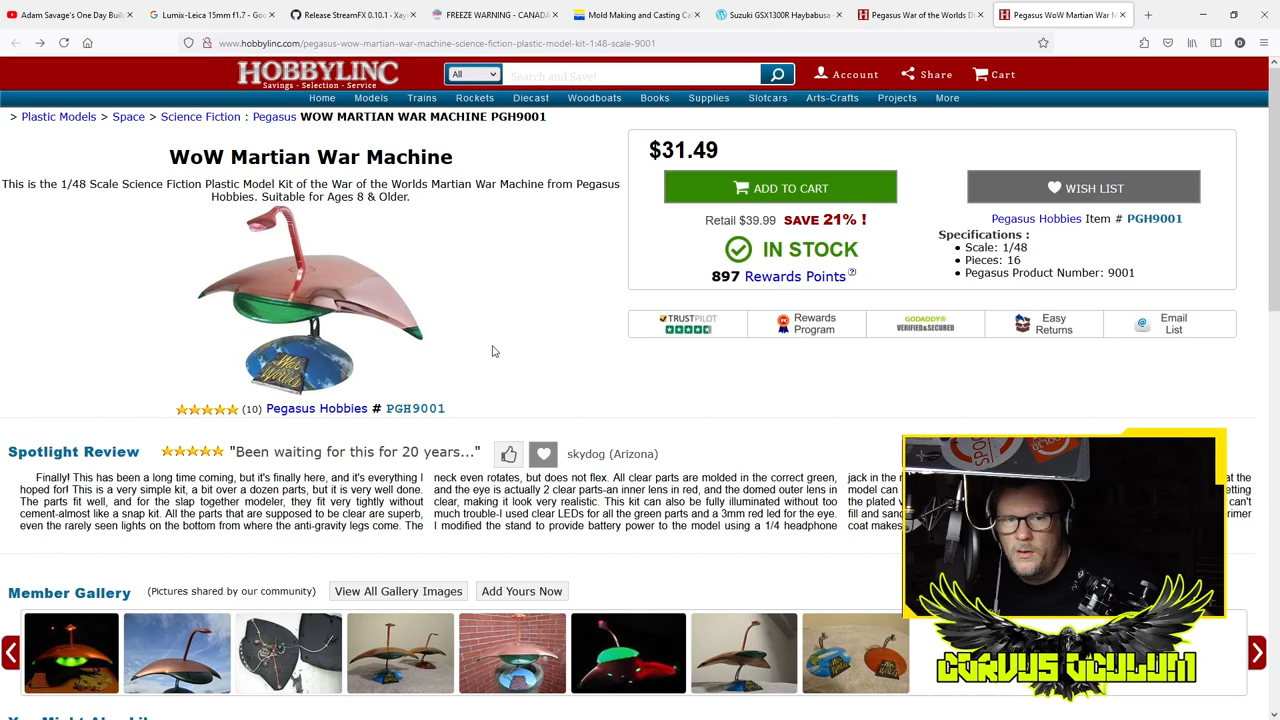 Adam Savage's One Day Build
Lumix-Leica 15mm f1.7 - Goo
Release StreamFX 0.10.1 · Xay
FREEZE WARNING - CANADA
Mold Making and Casting Ca
Suzuki GSX1300R Haybabusa
Pegasus War of the Worlds Di
Pegasus WoW Martian War M
www.hobbylinc.com/pegasus-wow-martian-war-machine-science-fiction-plastic-model-kit-1:48-scale-9001
HOBBYLINC
Savings - Selection - Service
All
Search and Save!
Account
Share
Cart
Home Models Trains Rockets Diecast Woodboats Books Supplies Slotcars Arts-Crafts Projects More
> Plastic Models > Space > Science Fiction : Pegasus WOW MARTIAN WAR MACHINE PGH9001
WoW Martian War Machine
This is the 1/48 Scale Science Fiction Plastic Model Kit of the War of the Worlds Martian War Machine from Pegasus
Hobbies. Suitable for Ages 8 & Older.
War of the Worlds
(10) Pegasus Hobbies # PGH9001
$31.49
ADD TO CART
WISH LIST
Retail $39.99 SAVE 21% !
IN STOCK
897 Rewards Points
Pegasus Hobbies Item # PGH9001
Specifications :
Scale: 1/48
Pieces: 16
Pegasus Product Number: 9001
TRUSTPILOT
Rewards
Program
GODADDY
VERIFIED&SECURED
Easy
Returns
Email
List
Spotlight Review
"Been waiting for this for 20 years..."
skydog (Arizona)
Finally! This has been a long time coming, but it's finally here, and it's everything I
hoped for! This is a very simple kit, a bit over a dozen parts, but it is very well done.
The parts fit well, and for the slap together modeler, they fit very tightly without
cement-almost like a snap kit. All the parts that are supposed to be clear are superb,
even the rarely seen lights on the bottom from where the anti-gravity legs come. The
neck even rotates, but does not flex. All clear parts are molded in the correct green,
and the eye is actually 2 clear parts-an inner lens in red, and the domed outer lens in
clear, making it look very realistic. This kit can also be fully illuminated without too
much trouble-I used clear LEDs for all the green parts and a 3mm red led for the eye.
I modified the stand to provide battery power to the model using a 1/4 headphone
jack in the
model can
the plated
fill and sand
coat makes
at the
etting
can't
rimer
Member Gallery
(Pictures shared by our community)
View All Gallery Images
Add Yours Now
CORVUS OCULUM